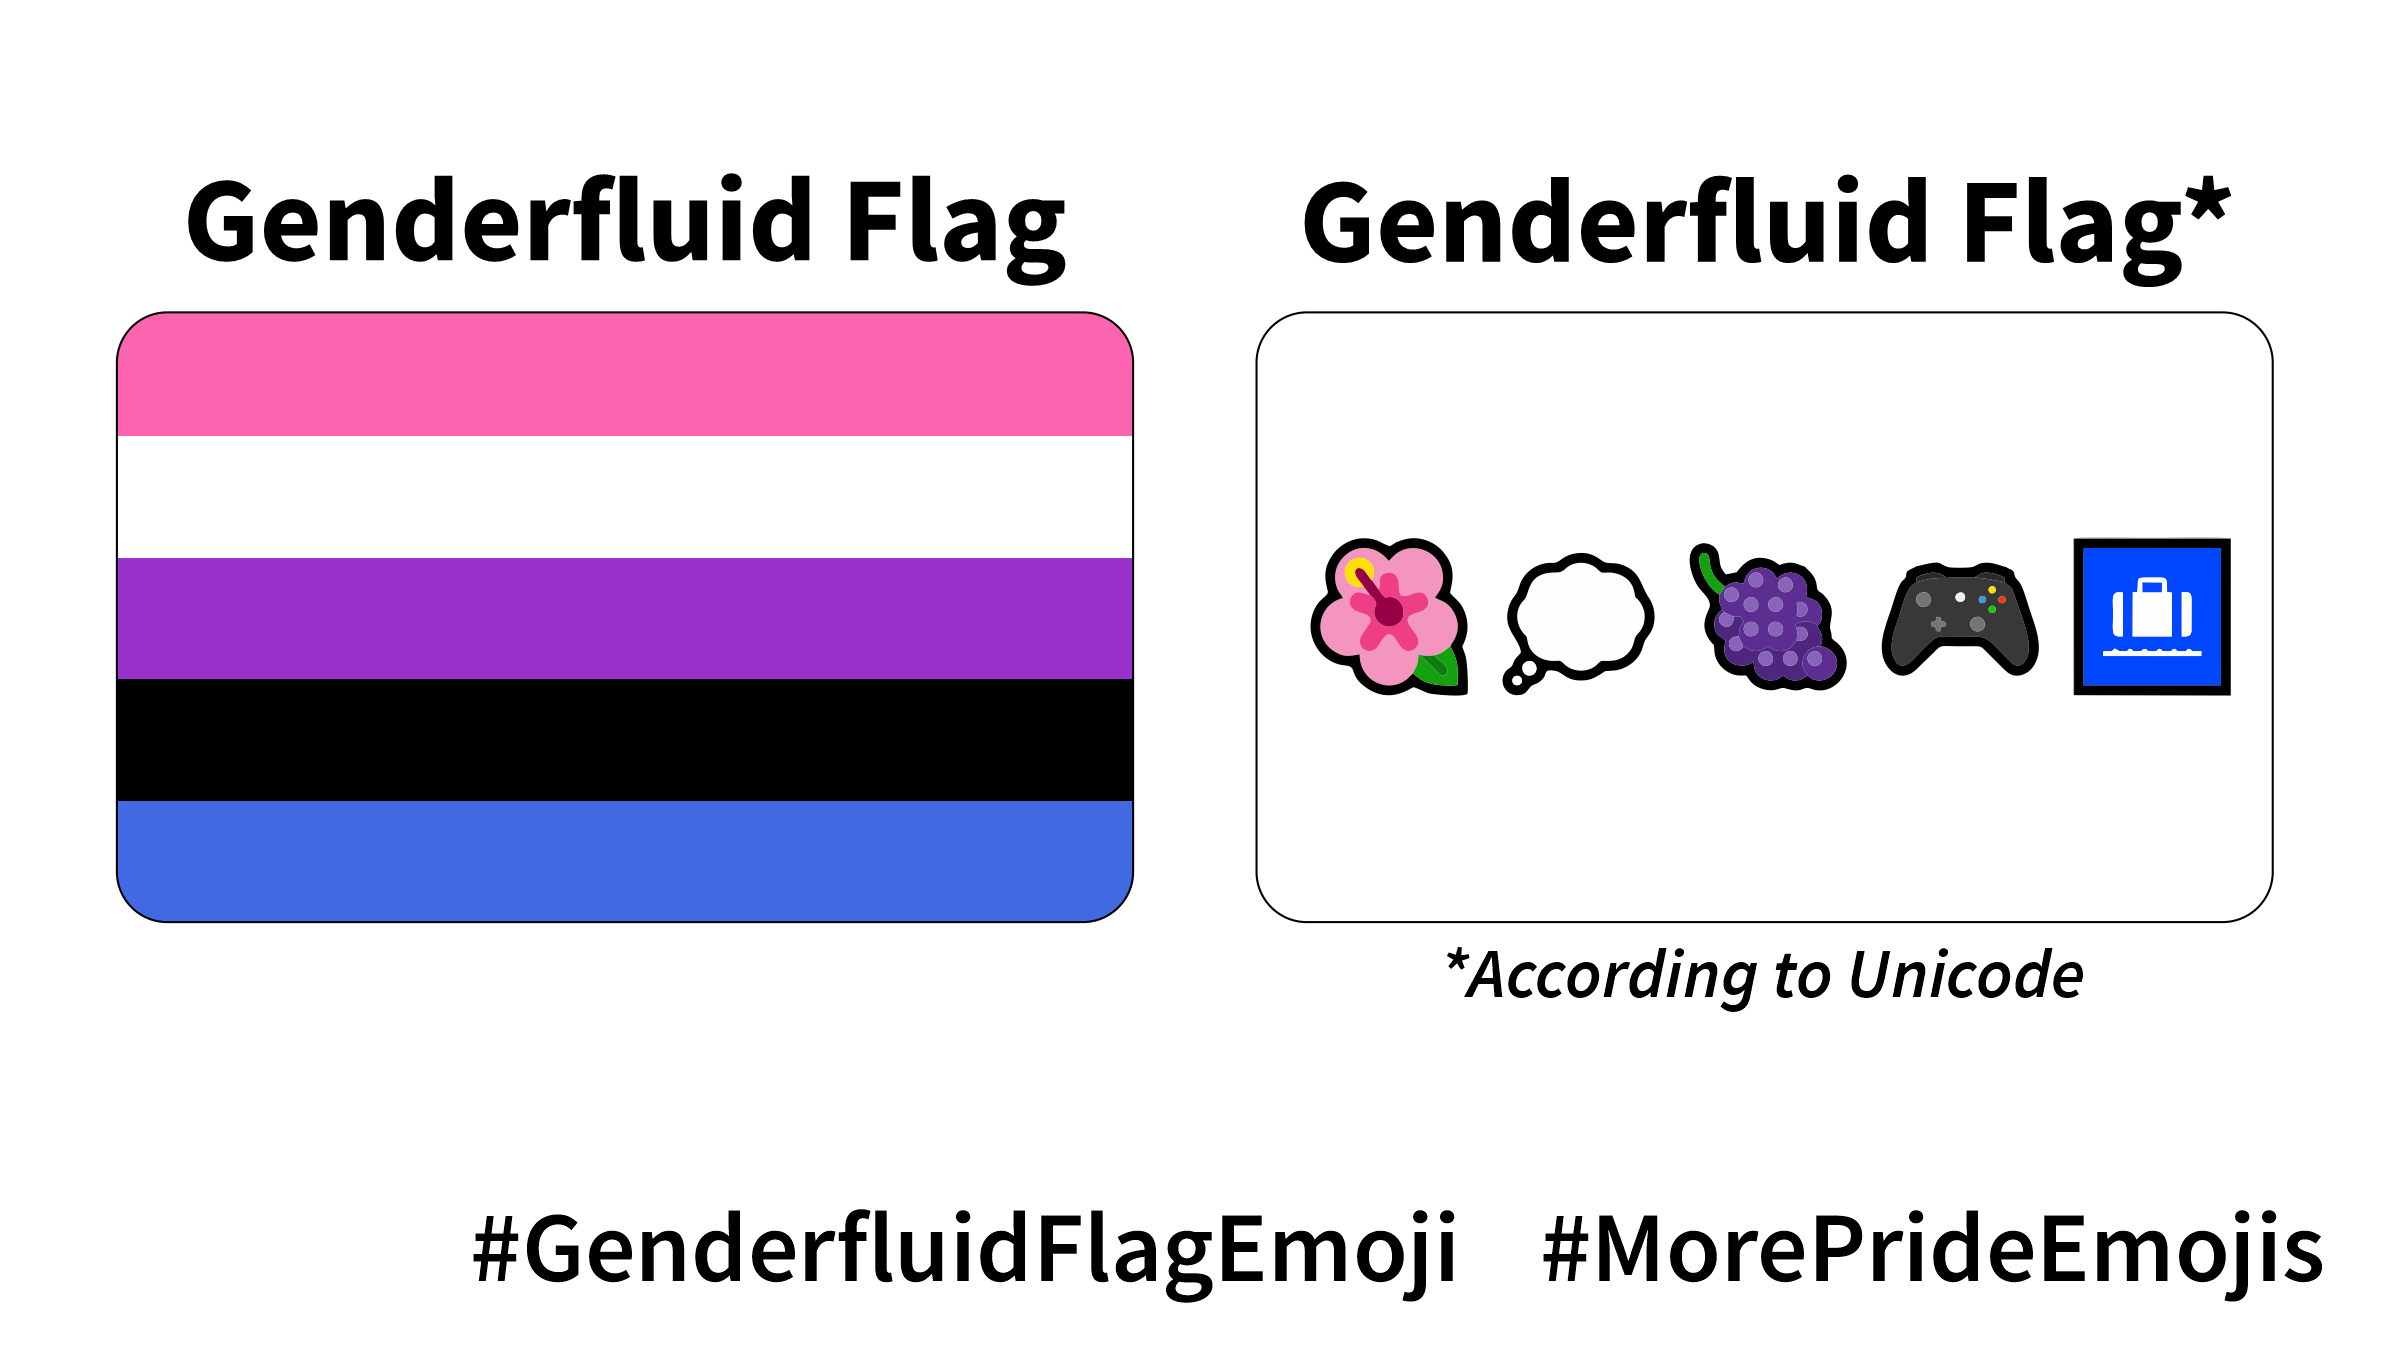 Genderfluid Flag
Genderfluid Flag*
*According to Unicode
#GenderfluidFlagEmoji #MorePrideEmojis